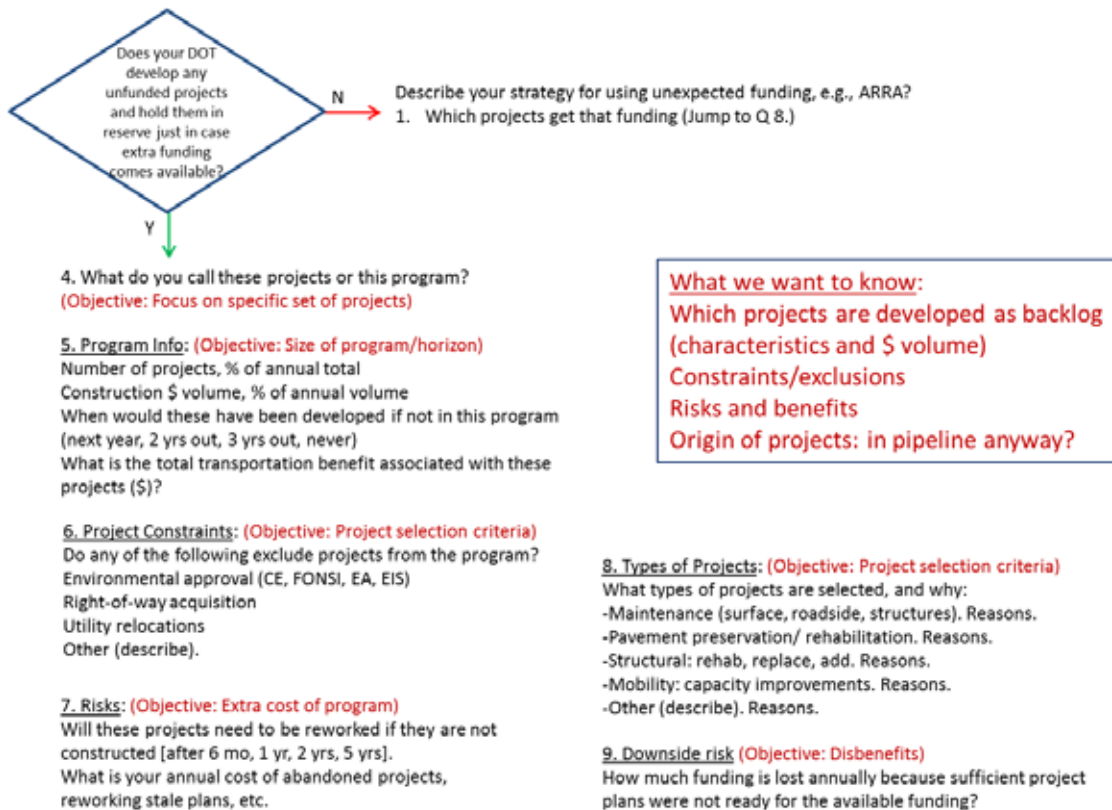 Does your DOT
develop any
unfunded projects
and hold them in
reserve just in case
extra funding
comes available?
N
Describe your strategy for using unexpected funding, e.g., ARRA?
1. Which projects get that funding (Jump to Q 8.)
Y
4. What do you call these projects or this program?
(Objective: Focus on specific set of projects)
5. Program Info: (Objective: Size of program/horizon)
Number of projects, % of annual total
Construction $ volume, % of annual volume
When would these have been developed if not in this program
(next year, 2 yrs out, 3 yrs out, never)
What is the total transportation benefit associated with these
projects ($)?
What we want to know:
Which projects are developed as backlog
(characteristics and $ volume)
Constraints/exclusions
Risks and benefits
Origin of projects: in pipeline anyway?
6. Project Constraints: (Objective: Project selection criteria)
Do any of the following exclude projects from the program?
Environmental approval (CE, FONSI, EA, EIS)
Right-of-way acquisition
Utility relocations
Other (describe).
7. Risks: (Objective: Extra cost of program)
Will these projects need to be reworked if they are not
constructed [after 6 mo, 1 yr, 2 yrs, 5 yrs].
What is your annual cost of abandoned projects,
reworking stale plans, etc.
8. Types of Projects: (Objective: Project selection criteria)
What types of projects are selected, and why:
-Maintenance (surface, roadside, structures). Reasons.
-Pavement preservation/ rehabilitation. Reasons.
-Structural: rehab, replace, add. Reasons.
-Mobility: capacity improvements. Reasons.
-Other (describe). Reasons.
9. Downside risk (Objective: Disbenefits)
How much funding is lost annually because sufficient project
plans were not ready for the available funding?